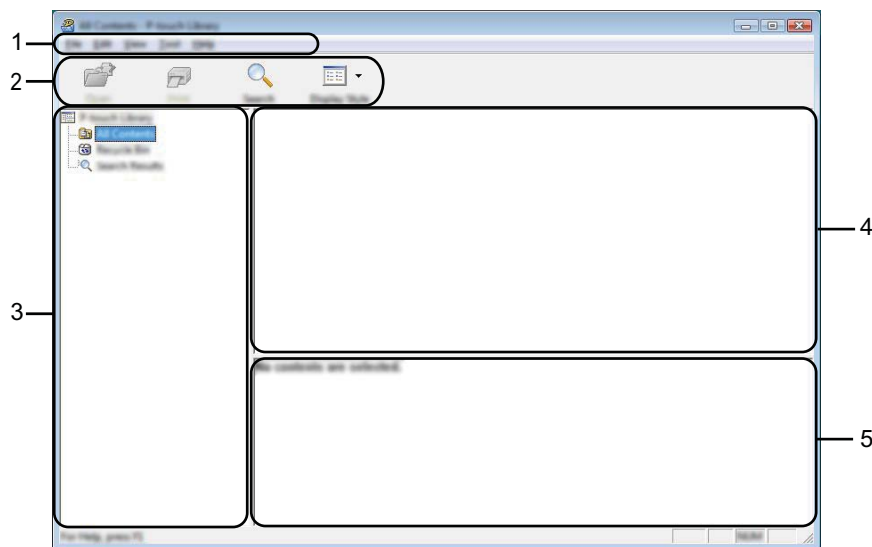 All Contents - P-touch Library
1
File Edit View Tool Help
2
Open Print Search Display Style
P-touch Library
All Contents
Recycle Bin
Search Results
3
4
No contents are selected.
5
For Help, press F1
NUM